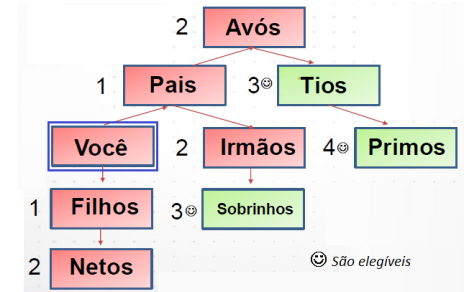 2 Avós
1 Pais 3☺ Tios
Você 2 Irmãos 4☺ Primos
1 Filhos 3☺ Sobrinhos
2 Netos ☺ São elegíveis